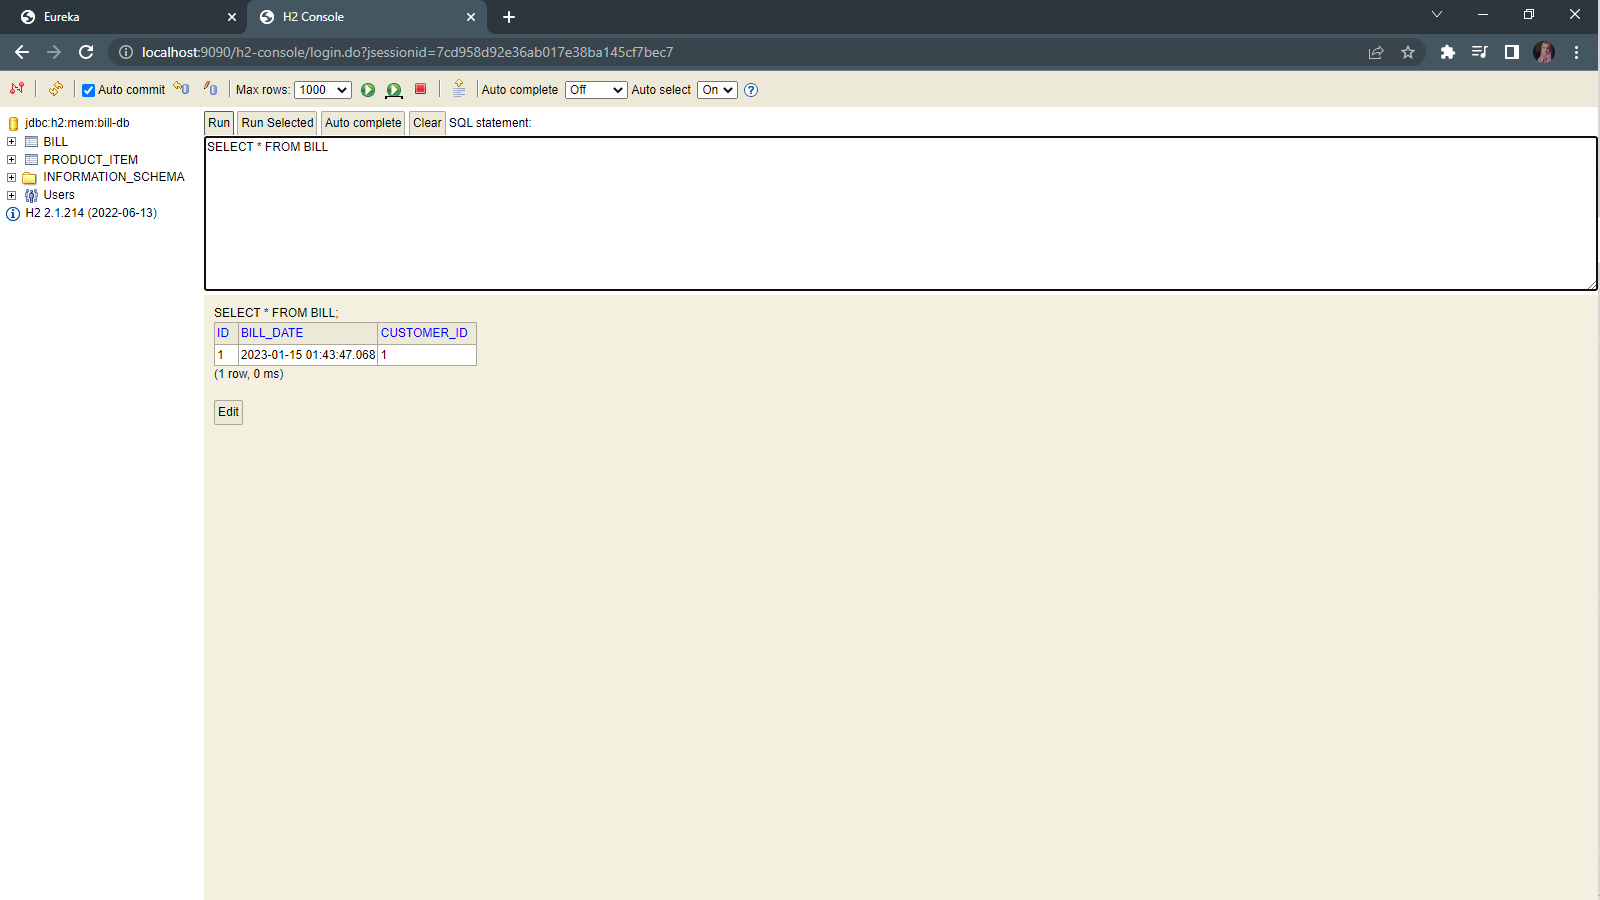 Eureka
H2 Console
localhost:9090/h2-console/login.do?jsessionid=7cd958d92e36ab017e38ba145cf7bec7
Auto commit Max rows: 1000 Auto complete Off Auto select On
jdbc:h2:mem:bill-db
BILL
PRODUCT_ITEM
INFORMATION_SCHEMA
Users
H2 2.1.214 (2022-06-13)
Run Run Selected Auto complete Clear SQL statement:
SELECT * FROM BILL
SELECT * FROM BILL;
ID BILL_DATE CUSTOMER_ID
1 2023-01-15 01:43:47.068 1
(1 row, 0 ms)
Edit